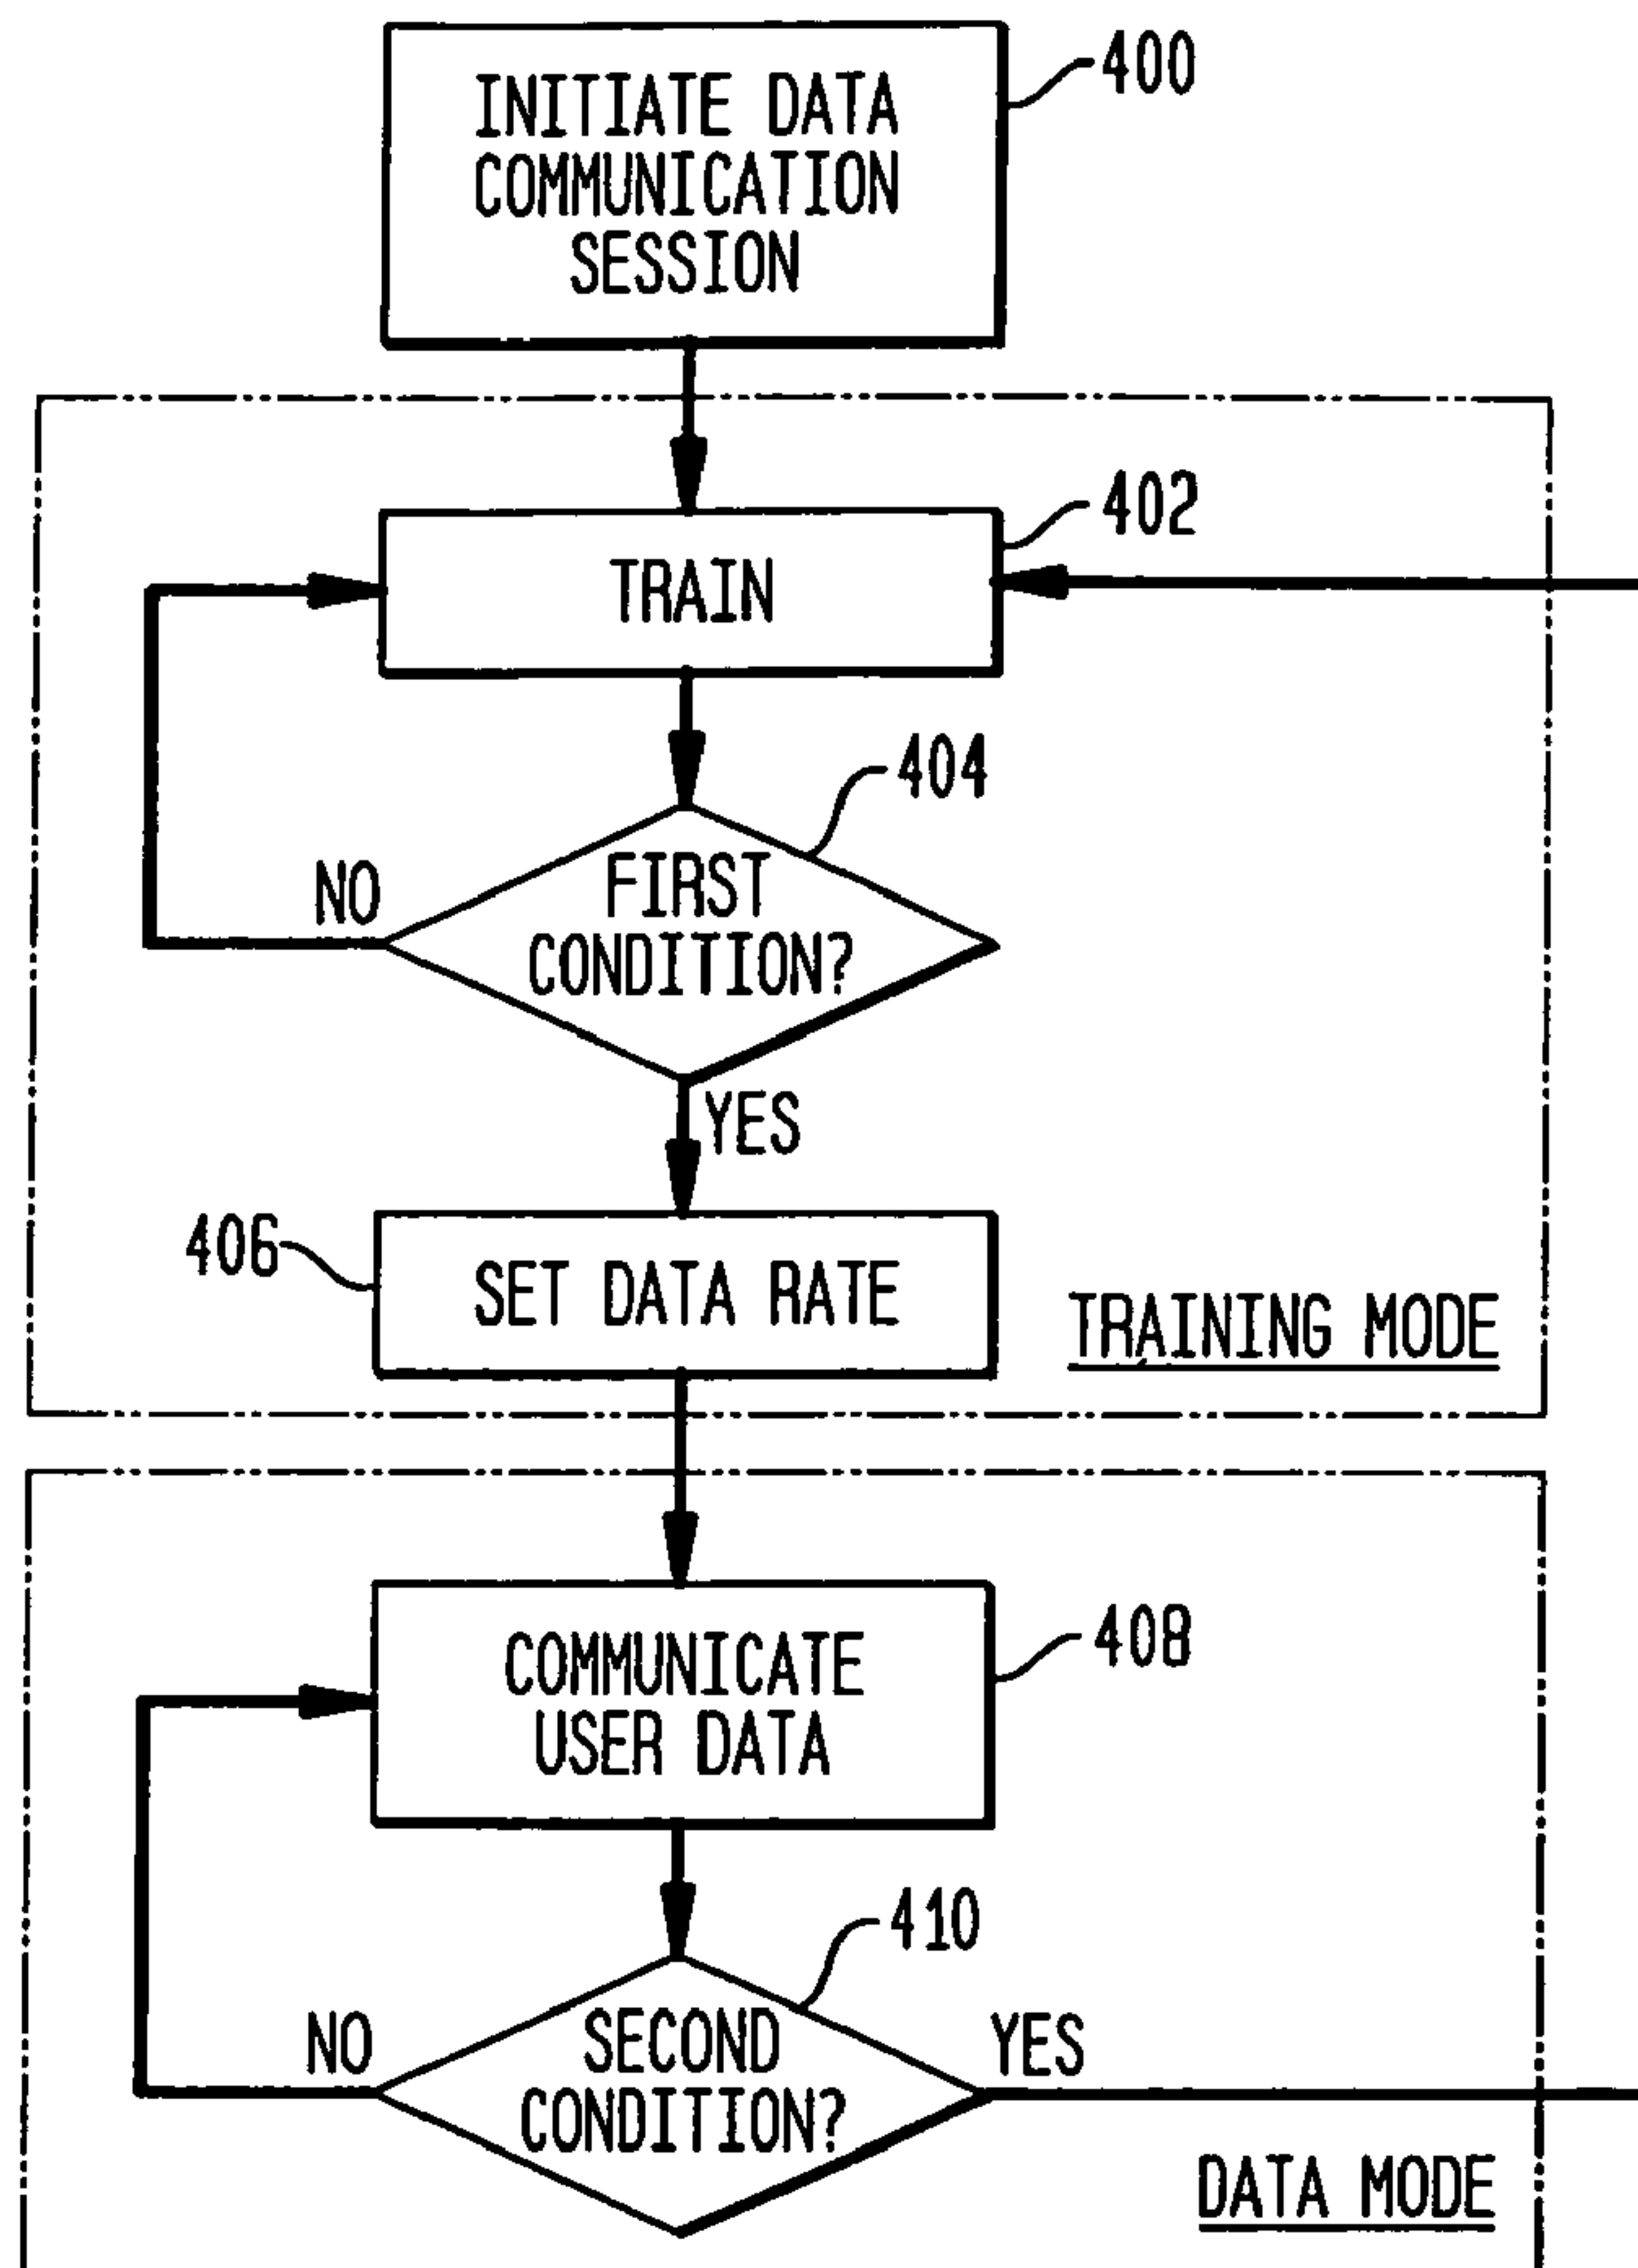 INITIATE DATA
COMMUNICATION
SESSION
400
402
TRAIN
404
FIRST
CONDITION?
NO
YES
406
SET DATA RATE
TRAINING MODE
COMMUNICATE
USER DATA
408
410
SECOND
CONDITION?
NO
YES
DATA MODE